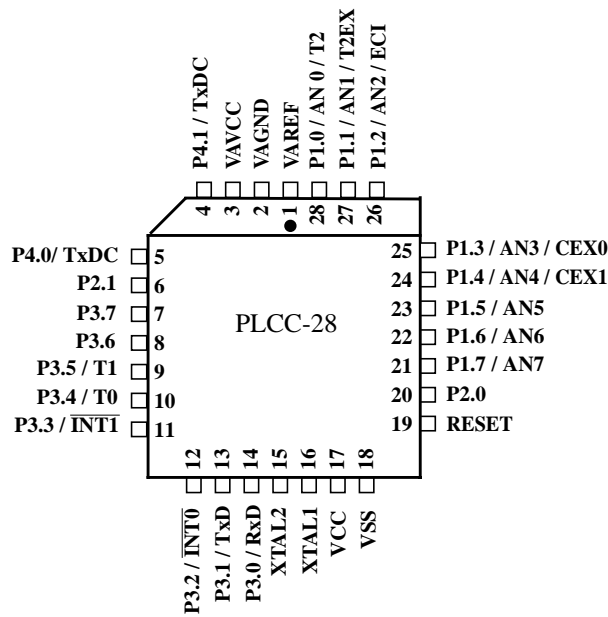 P4.1 / TxDC
VAVCC
VAGND
VAREF
P1.0 / AN 0 / T2
P1.1 / AN1 / T2EX
P1.2 / AN2 / ECI
4
3
2
1
28
27
26
P4.0/ TxDC
5
P2.1
6
P3.7
7
P3.6
8
P3.5 / T1
9
P3.4 / T0
10
P3.3 / INT1
11
PLCC-28
25
P1.3 / AN3 / CEX0
24
P1.4 / AN4 / CEX1
23
P1.5 / AN5
22
P1.6 / AN6
21
P1.7 / AN7
20
P2.0
19
RESET
12
13
14
15
16
17
18
P3.2 / INT0
P3.1 / TxD
P3.0 / RxD
XTAL2
XTAL1
VCC
VSS